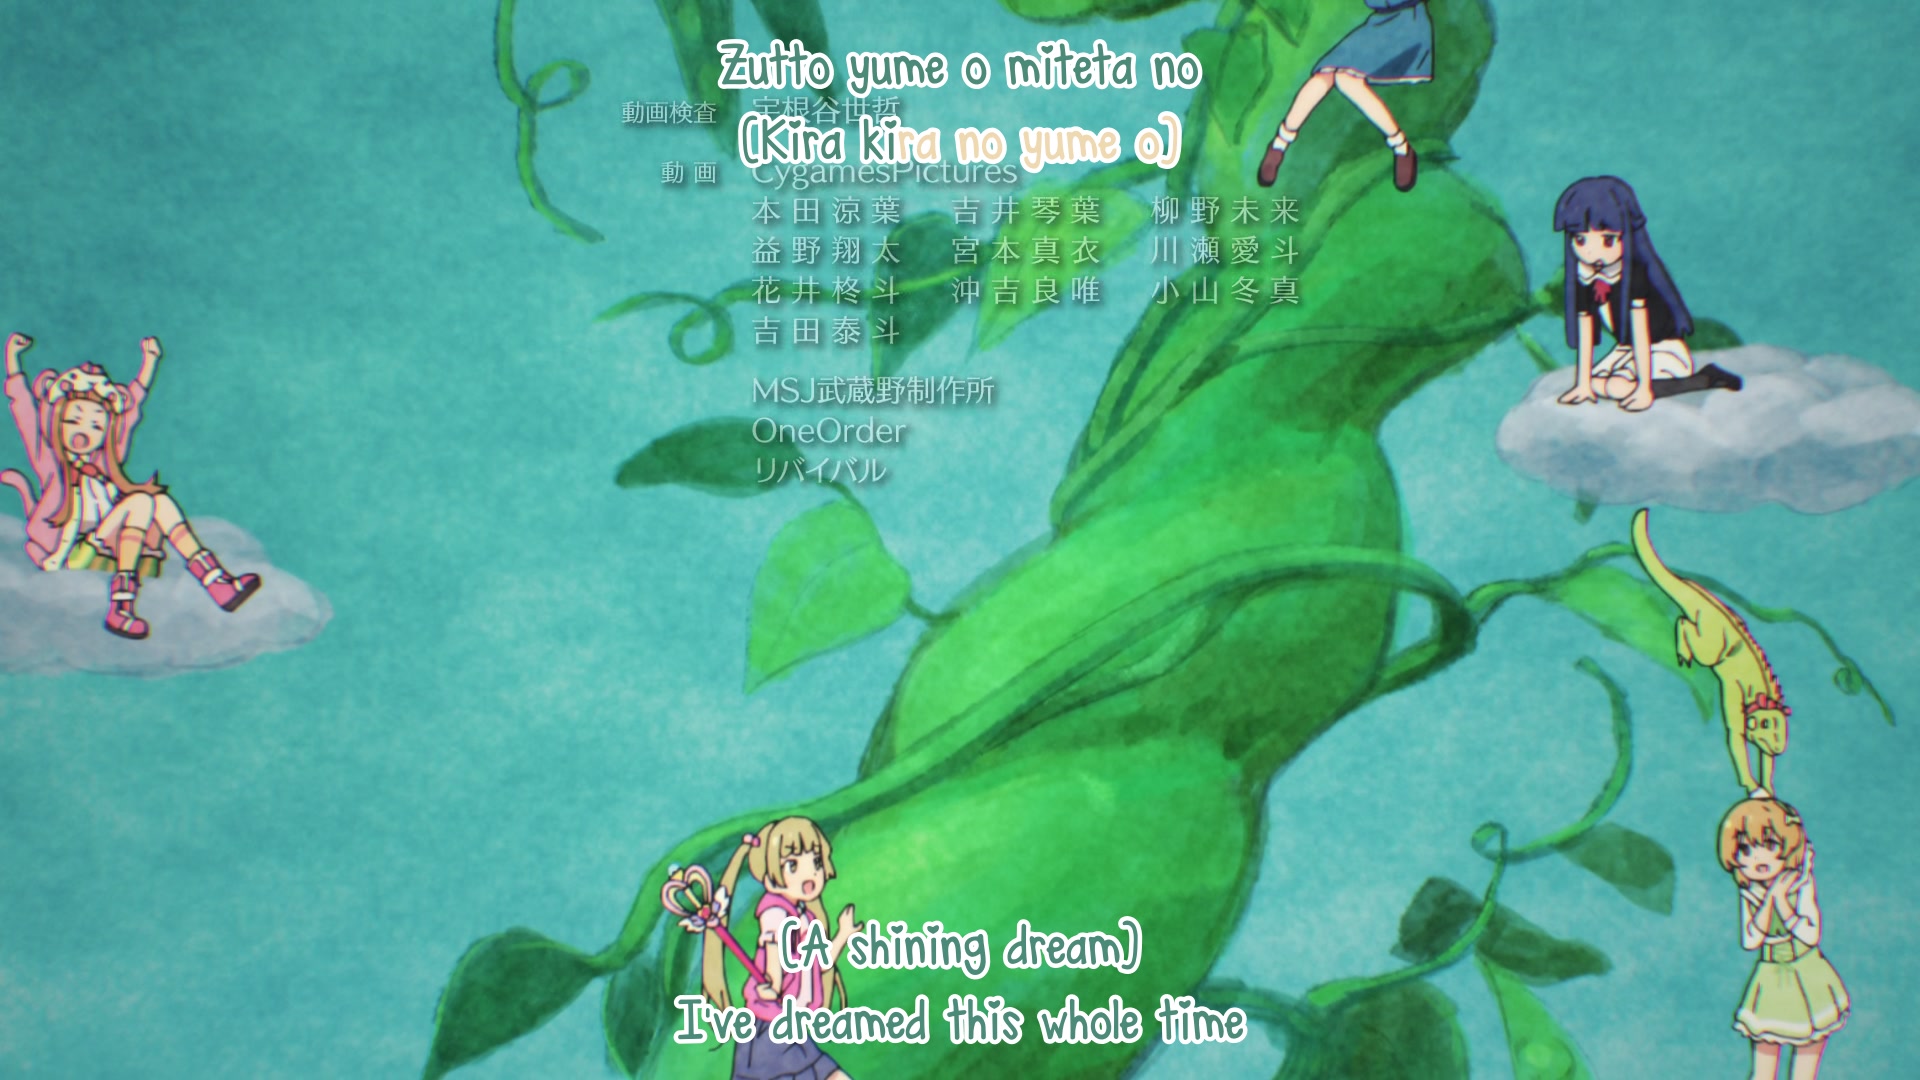 Zutto yume o miteta no
動画検査 宇根谷世哲
(Kira kira no yume o)
動画 CygamesPictures
本田涼葉 吉井琴葉 柳野未来
益野翔太 宮本真衣 川瀬愛斗
花井柊斗 沖吉良唯 小山冬真
吉田泰斗
MSJ武蔵野制作所
OneOrder
リバイバル
(A shining dream)
I've dreamed this whole time